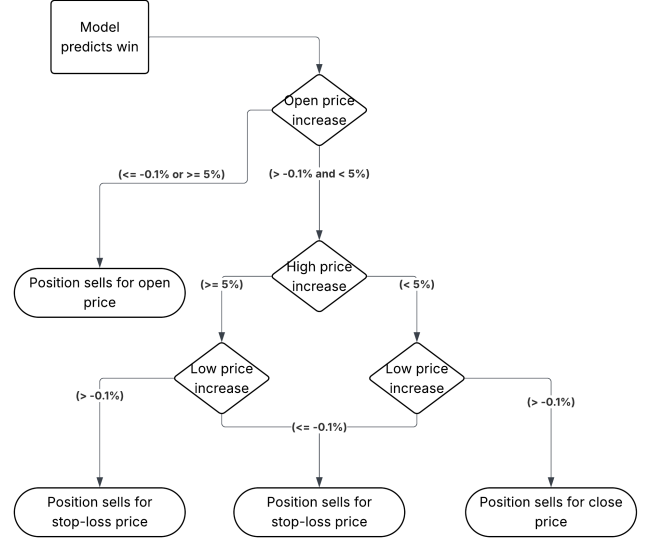 Model
predicts win
Open price
increase
(<= -0.1% or >= 5%)
(> -0.1% and < 5%)
Position sells for open
price
High price
increase
(>= 5%)
(< 5%)
Low price
increase
Low price
increase
(> -0.1%)
(<= -0.1%)
(> -0.1%)
Position sells for
stop-loss price
Position sells for
stop-loss price
Position sells for close
price